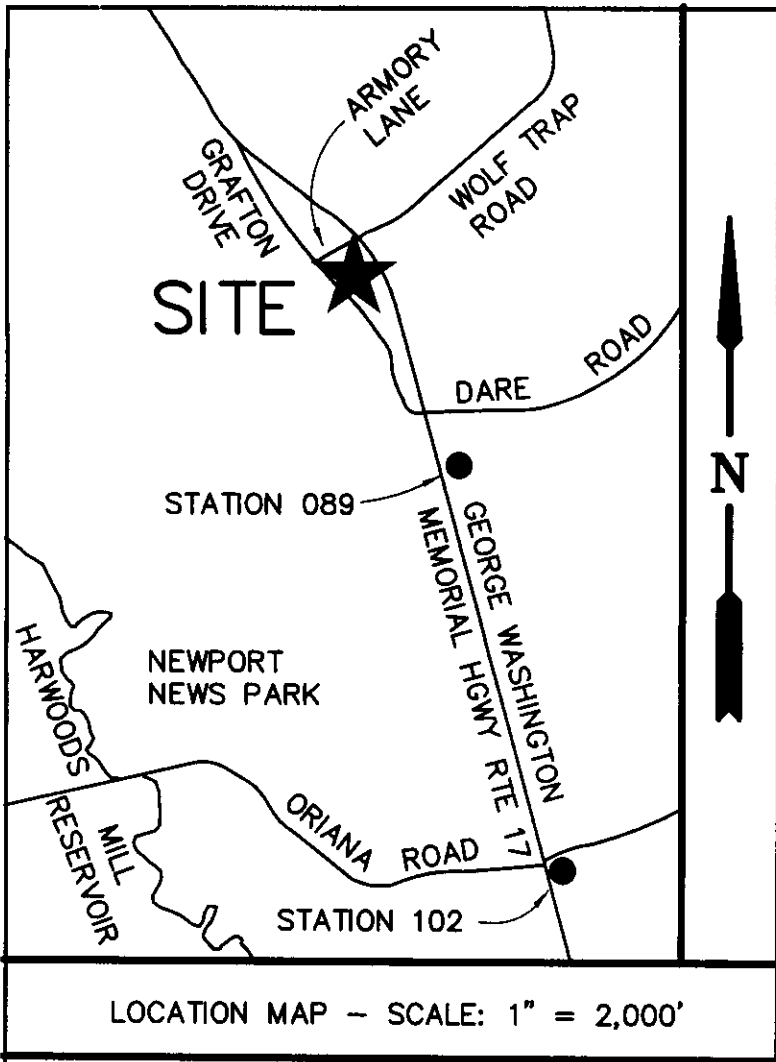 ARMORY
LANE
GRAFTON
DRIVE
WOLF TRAP
ROAD
SITE
DARE ROAD
N
STATION 089
GEORGE WASHINGTON
MEMORIAL HGWY RTE 17
NEWPORT
NEWS PARK
HARWOODS
MILL
RESERVOIR
ORIANA ROAD
STATION 102
LOCATION MAP – SCALE: 1" = 2,000'